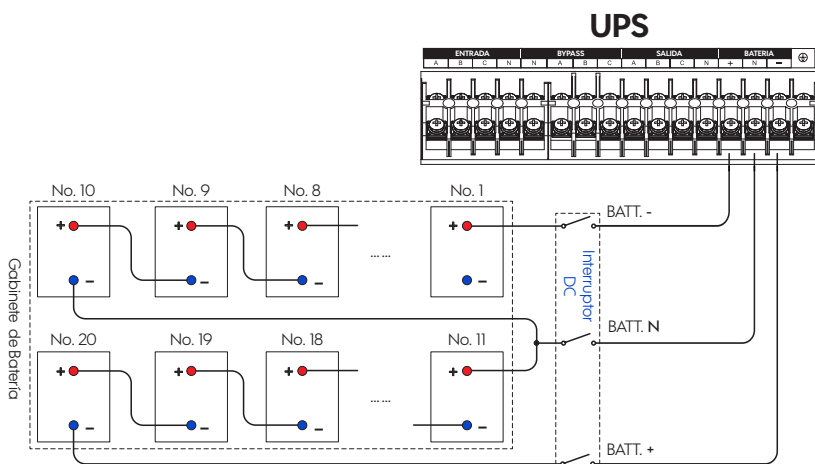 UPS
ENTRADA BYPASS SALIDA BATERIA
A B C N N A B C A B C N + N −
No. 10 No. 9 No. 8 No. 1
+ + + +
BATT. -
...... 
− − − −
Gabinete de Batería
Interruptor DC
BATT. N
No. 20 No. 19 No. 18 No. 11
+ + + +
......
− − − −
BATT. +